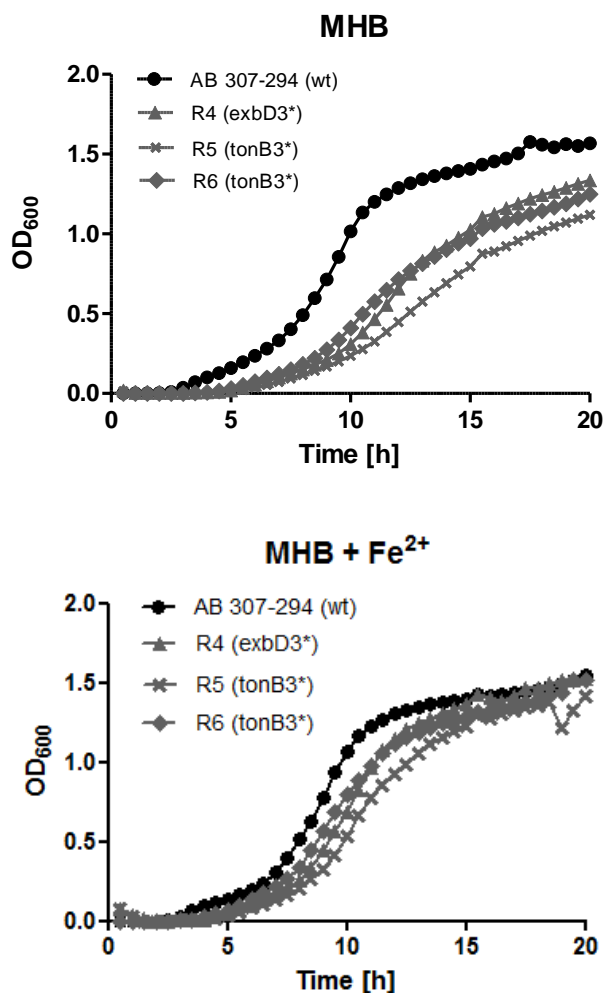 MHB
2.0
1.5
1.0
0.5
0.0
OD600
AB 307-294 (wt)
R4 (exbD3*)
R5 (tonB3*)
R6 (tonB3*)
0 5 10 15 20
Time [h]
MHB + Fe2+
2.0
1.5
1.0
0.5
0.0
OD600
AB 307-294 (wt)
R4 (exbD3*)
R5 (tonB3*)
R6 (tonB3*)
0 5 10 15 20
Time [h]